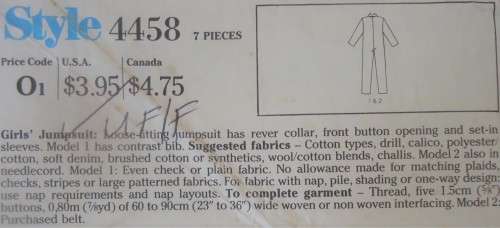 Style 4458 7 PIECES
Price Code U.S.A. Canada
O1 $3.95 $4.75
1 & 2
U F/F
Girls' Jumpsuit: Loose-fitting jumpsuit has rever collar, front button opening and set-in
sleeves. Model 1 has contrast bib. Suggested fabrics – Cotton types, drill, calico, polyester/
cotton, soft denim, brushed cotton or synthetics, wool/cotton blends, challis. Model 2 also in
needlecord. Model 1: Even check or plain fabric. No allowance made for matching plaids,
checks, stripes or large patterned fabrics. For fabric with nap, pile, shading or one-way design:
use nap requirements and nap layouts. To complete garment – Thread, five 1.5cm (⅝")
buttons, 0,80m (⅞yd) of 60 to 90cm (23" to 36") wide woven or non woven interfacing. Model 2:
Purchased belt.